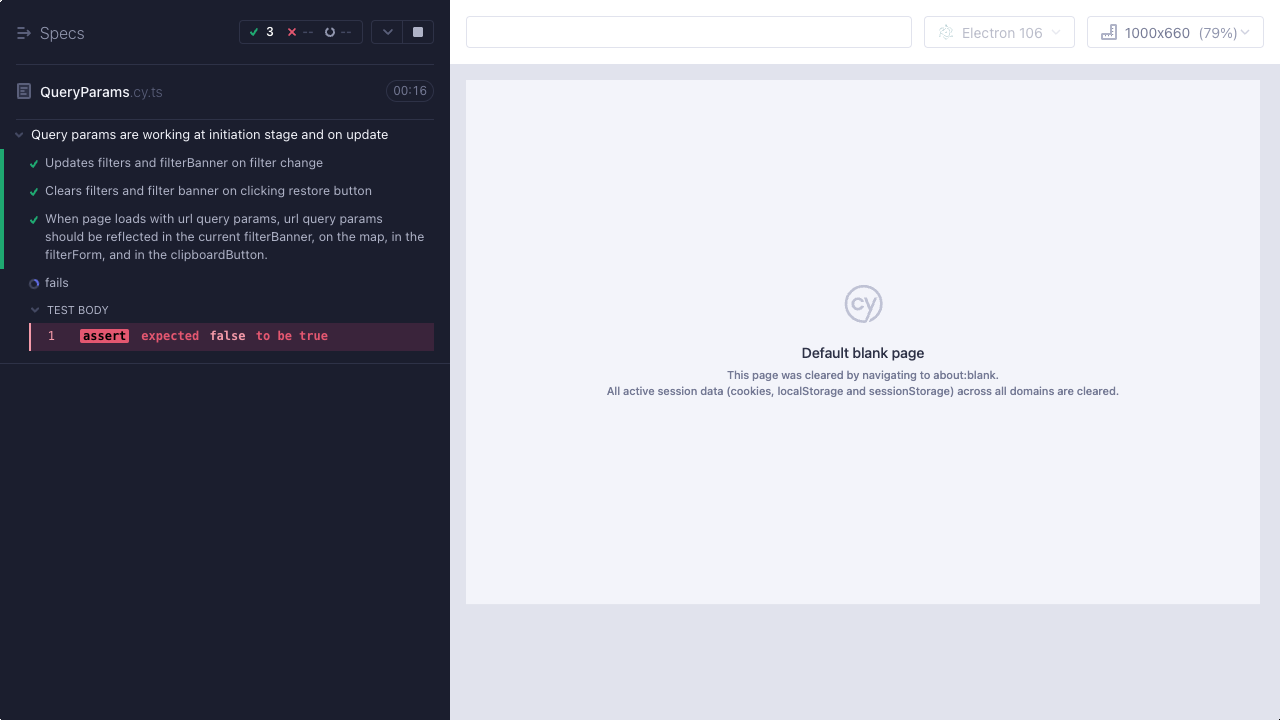 Specs
3 -- --
QueryParams.cy.ts 00:16
Query params are working at initiation stage and on update
Updates filters and filterBanner on filter change
Clears filters and filter banner on clicking restore button
When page loads with url query params, url query params
should be reflected in the current filterBanner, on the map, in the
filterForm, and in the clipboardButton.
fails
TEST BODY
1 assert expected false to be true
Electron 106
1000x660 (79%)
cy
Default blank page
This page was cleared by navigating to about:blank.
All active session data (cookies, localStorage and sessionStorage) across all domains are cleared.